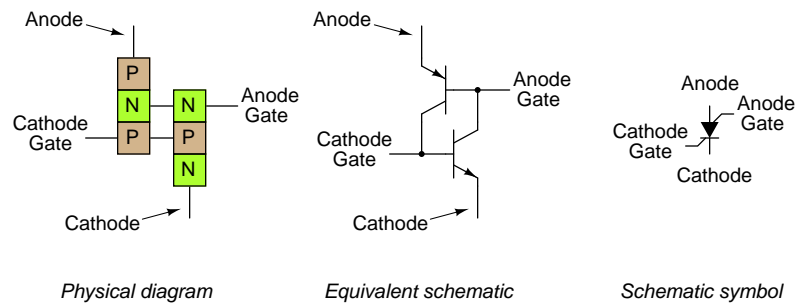 Anode
P
N
N
Anode
Gate
Cathode
Gate
P
P
N
Cathode
Physical diagram
Anode
Anode
Gate
Cathode
Gate
Cathode
Equivalent schematic
Anode
Anode
Gate
Cathode
Gate
Cathode
Schematic symbol